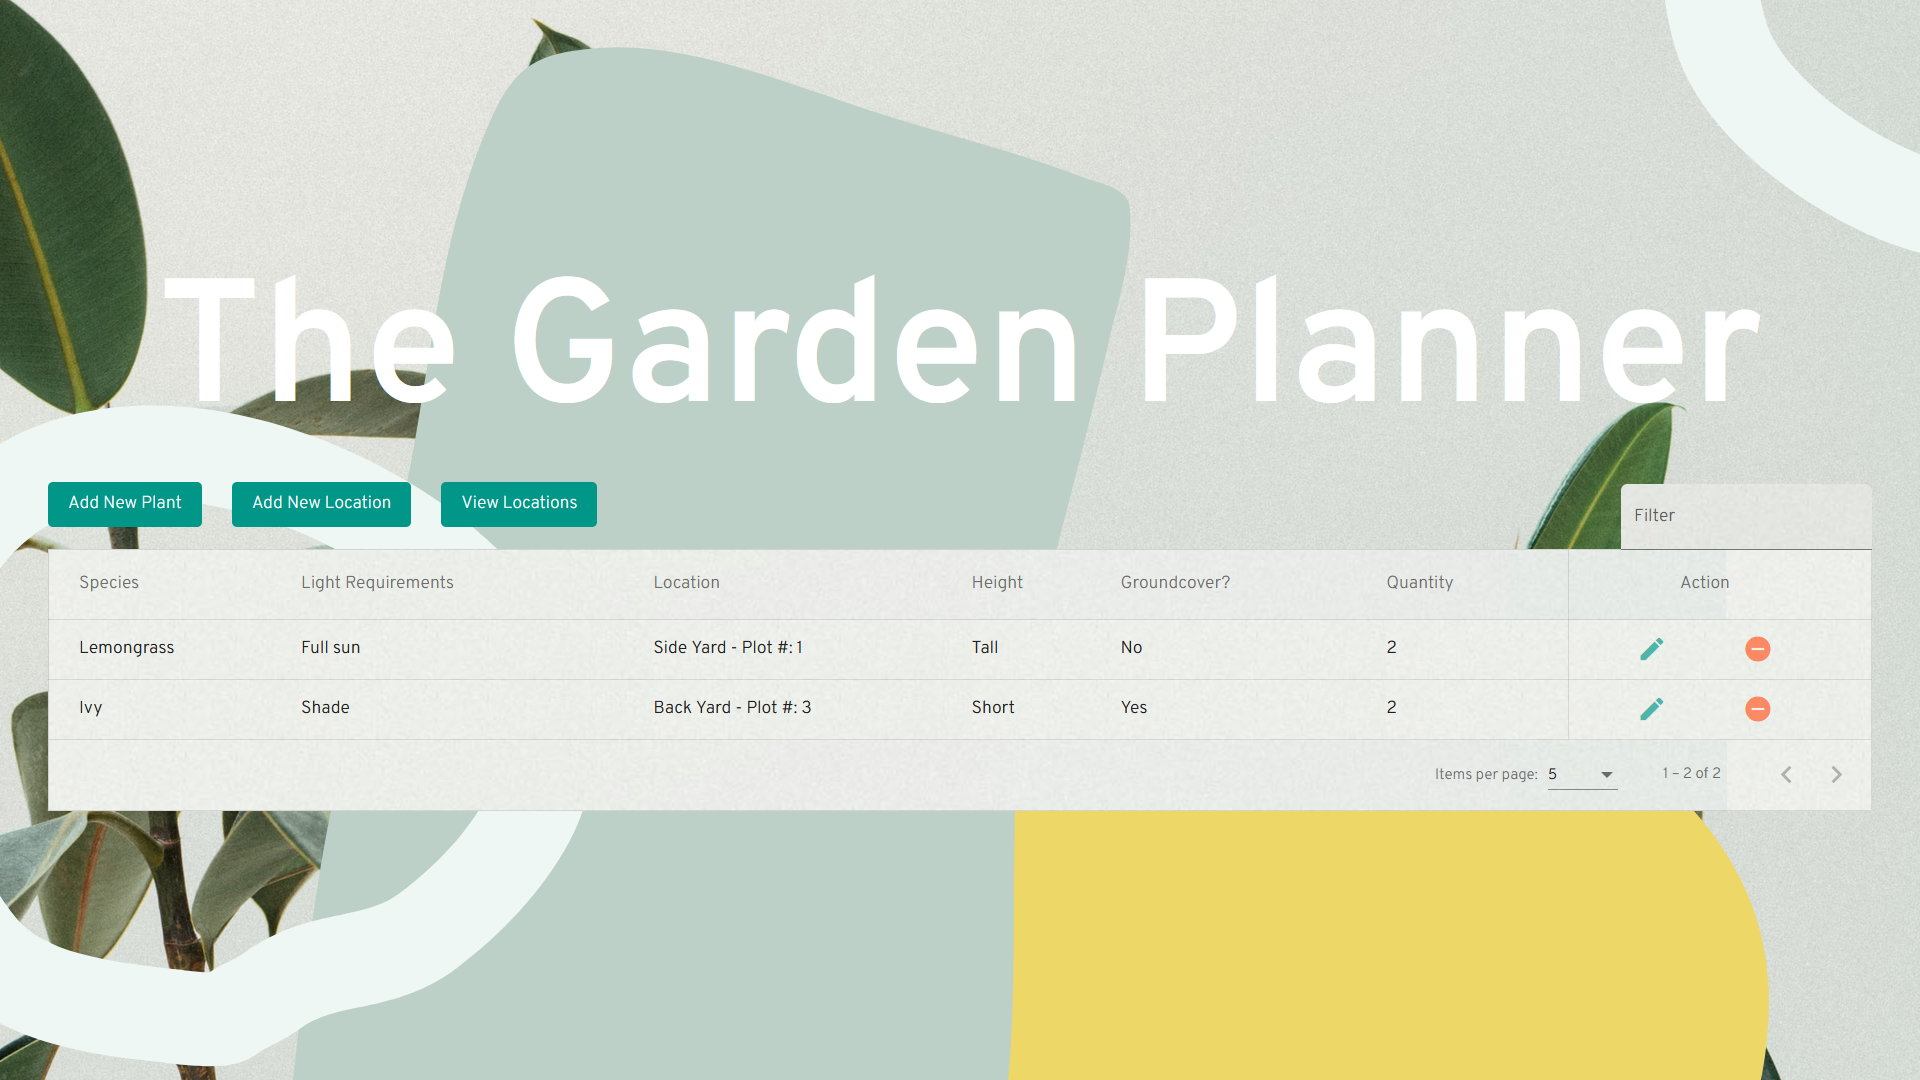 The Garden Planner
Add New Plant Add New Location View Locations
Filter
Species Light Requirements Location Height Groundcover? Quantity Action
Lemongrass Full sun Side Yard - Plot #: 1 Tall No 2
Ivy Shade Back Yard - Plot #: 3 Short Yes 2
Items per page: 5 1 – 2 of 2